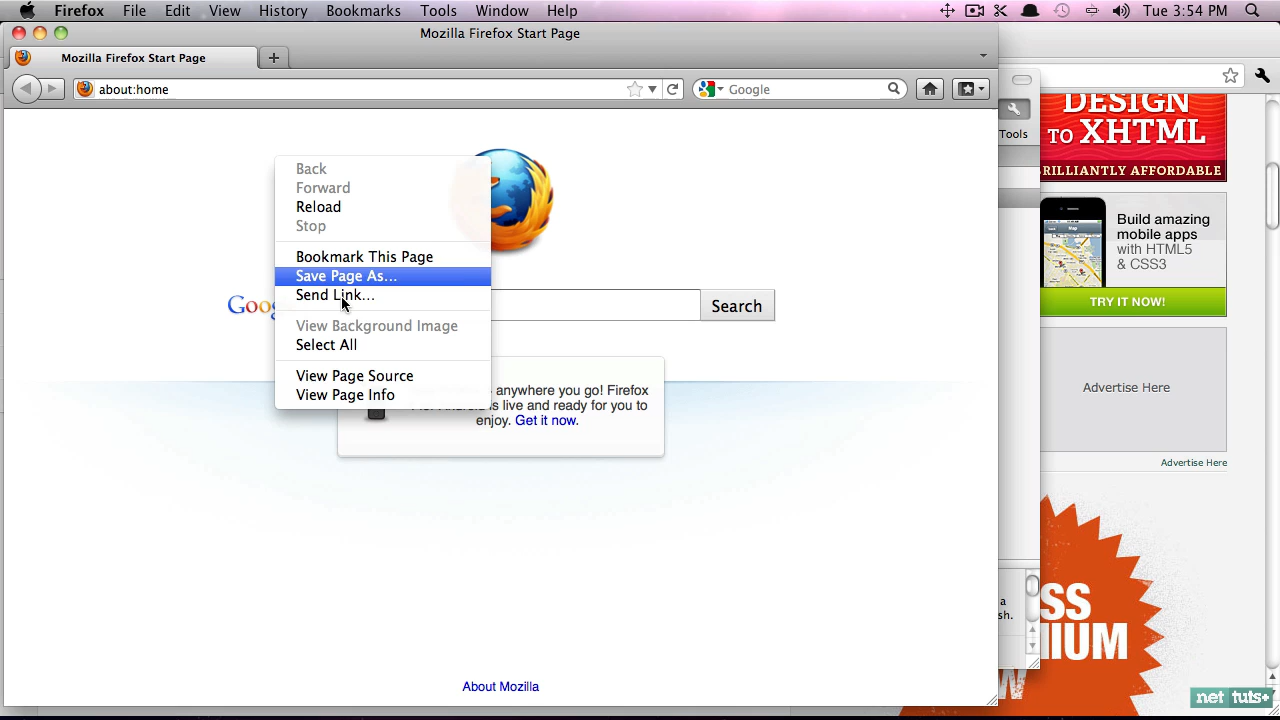 Firefox File Edit View History Bookmarks Tools Window Help Tue 3:54 PM
Mozilla Firefox Start Page
Mozilla Firefox Start Page
about:home
Google
Back
Forward
Reload
Stop
Bookmark This Page
Save Page As...
Send Link...
View Background Image
Select All
View Page Source
View Page Info
Goo
Search
anywhere you go! Firefox
is live and ready for you to
enjoy. Get it now.
About Mozilla
Tools
DESIGN
TO XHTML
RILLIANTLY AFFORDABLE
Build amazing
mobile apps
with HTML5
& CSS3
TRY IT NOW!
Advertise Here
Advertise Here
a
sh.
SS
IUM
W
net tuts+